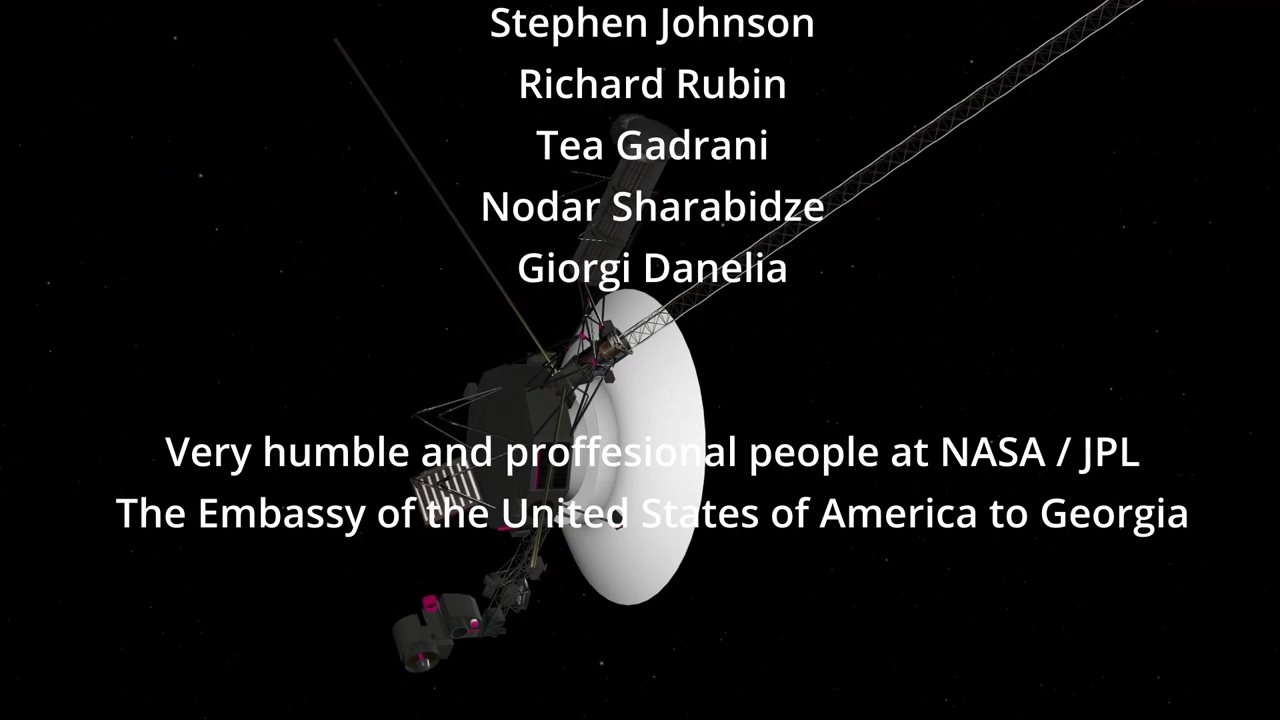 Stephen Johnson
Richard Rubin
Tea Gadrani
Nodar Sharabidze
Giorgi Danelia
Very humble and proffesional people at NASA / JPL
The Embassy of the United States of America to Georgia